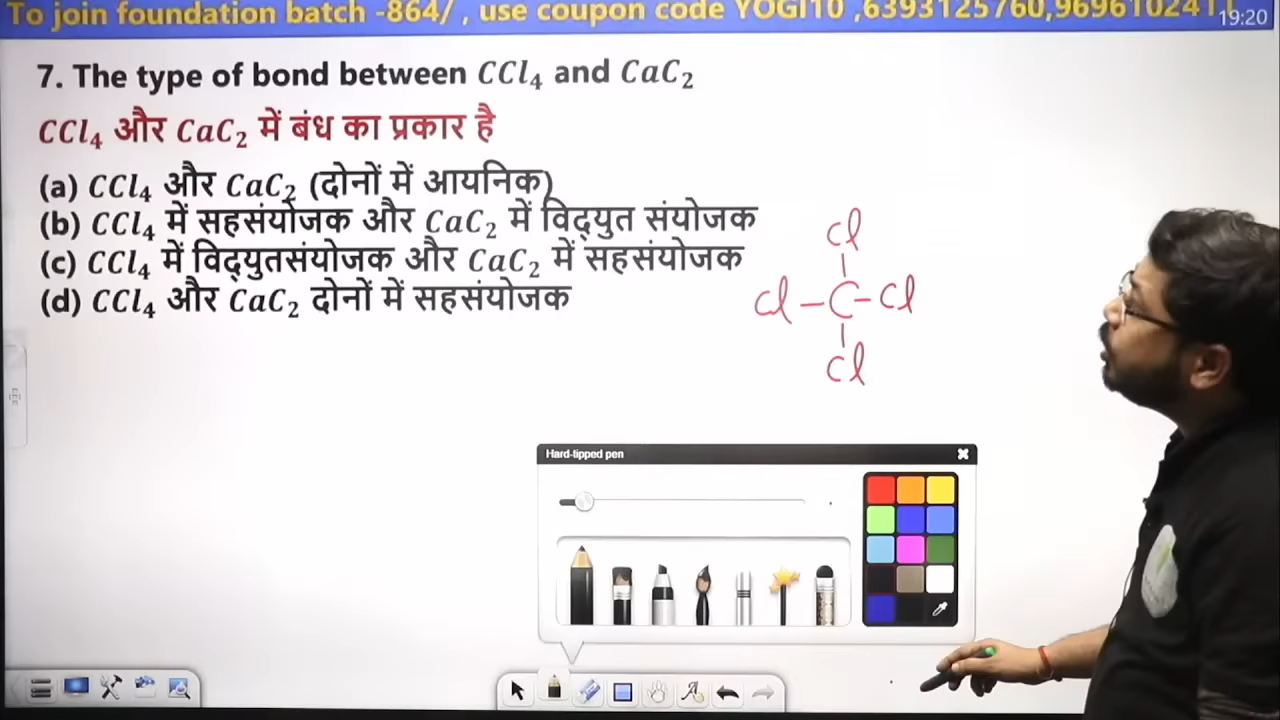 To join foundation batch -864/ , use coupon code YOGI10 ,6393125760,9696102411
19:20
7. The type of bond between CCl₄ and CaC₂
CCl₄ और CaC₂ में बंध का प्रकार है
(a) CCl₄ और CaC₂ (दोनों में आयनिक)
(b) CCl₄ में सहसंयोजक और CaC₂ में विद्युत संयोजक
(c) CCl₄ में विद्युतसंयोजक और CaC₂ में सहसंयोजक
(d) CCl₄ और CaC₂ दोनों में सहसंयोजक
Cl
Cl – C – Cl
Cl
Hard-tipped pen